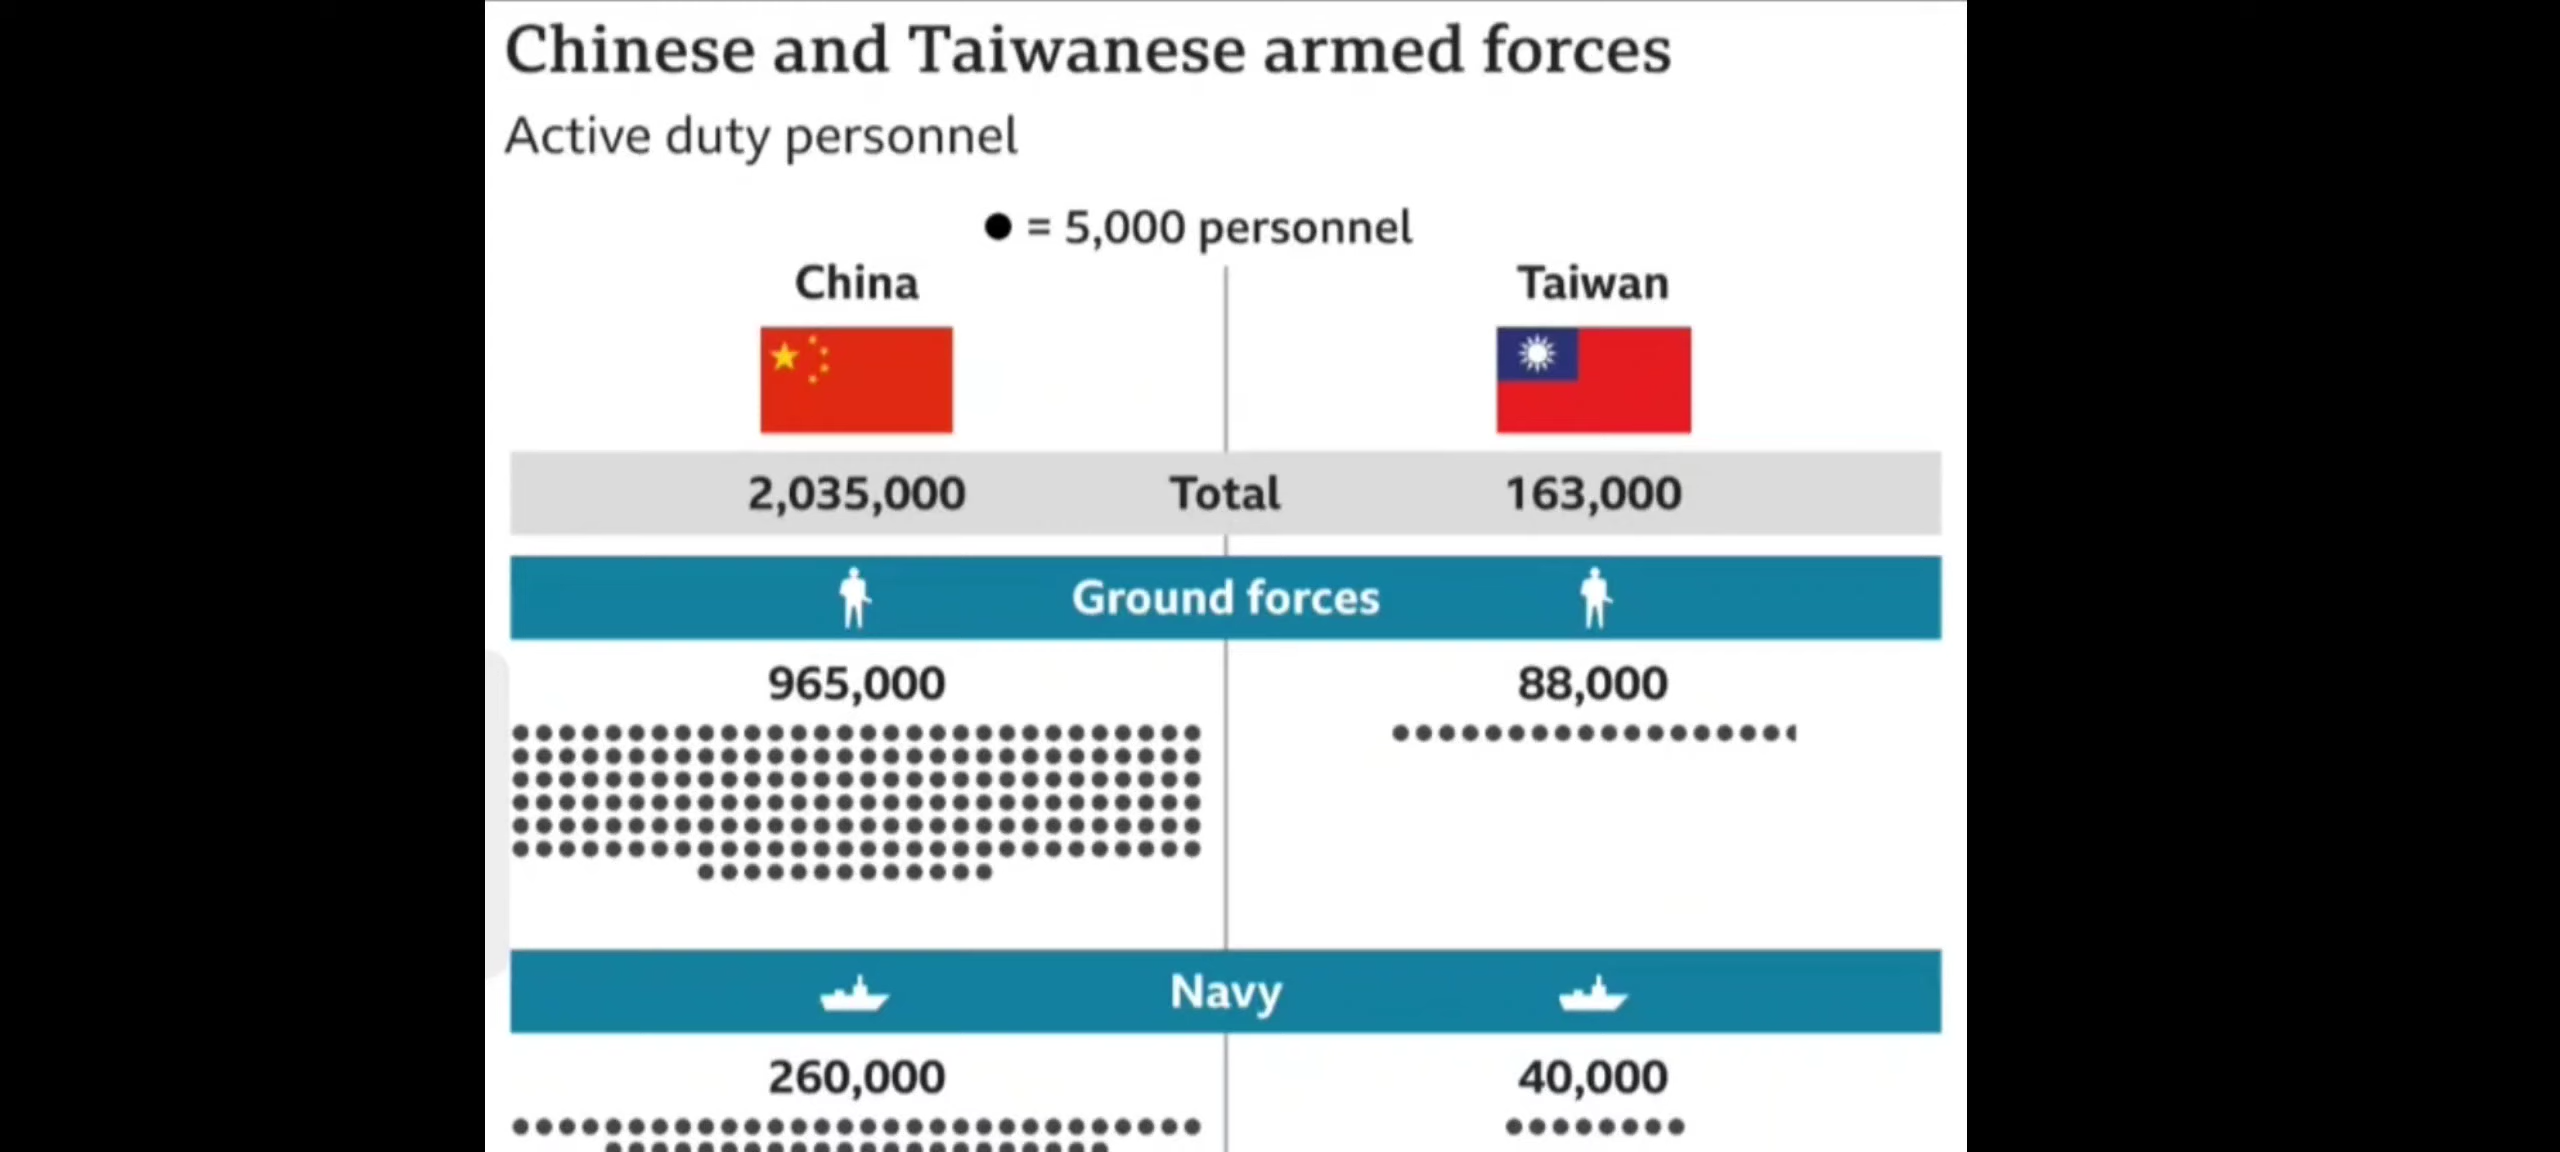 Chinese and Taiwanese armed forces
Active duty personnel
= 5,000 personnel
China Taiwan
2,035,000 Total 163,000
Ground forces
965,000 88,000
Navy
260,000 40,000